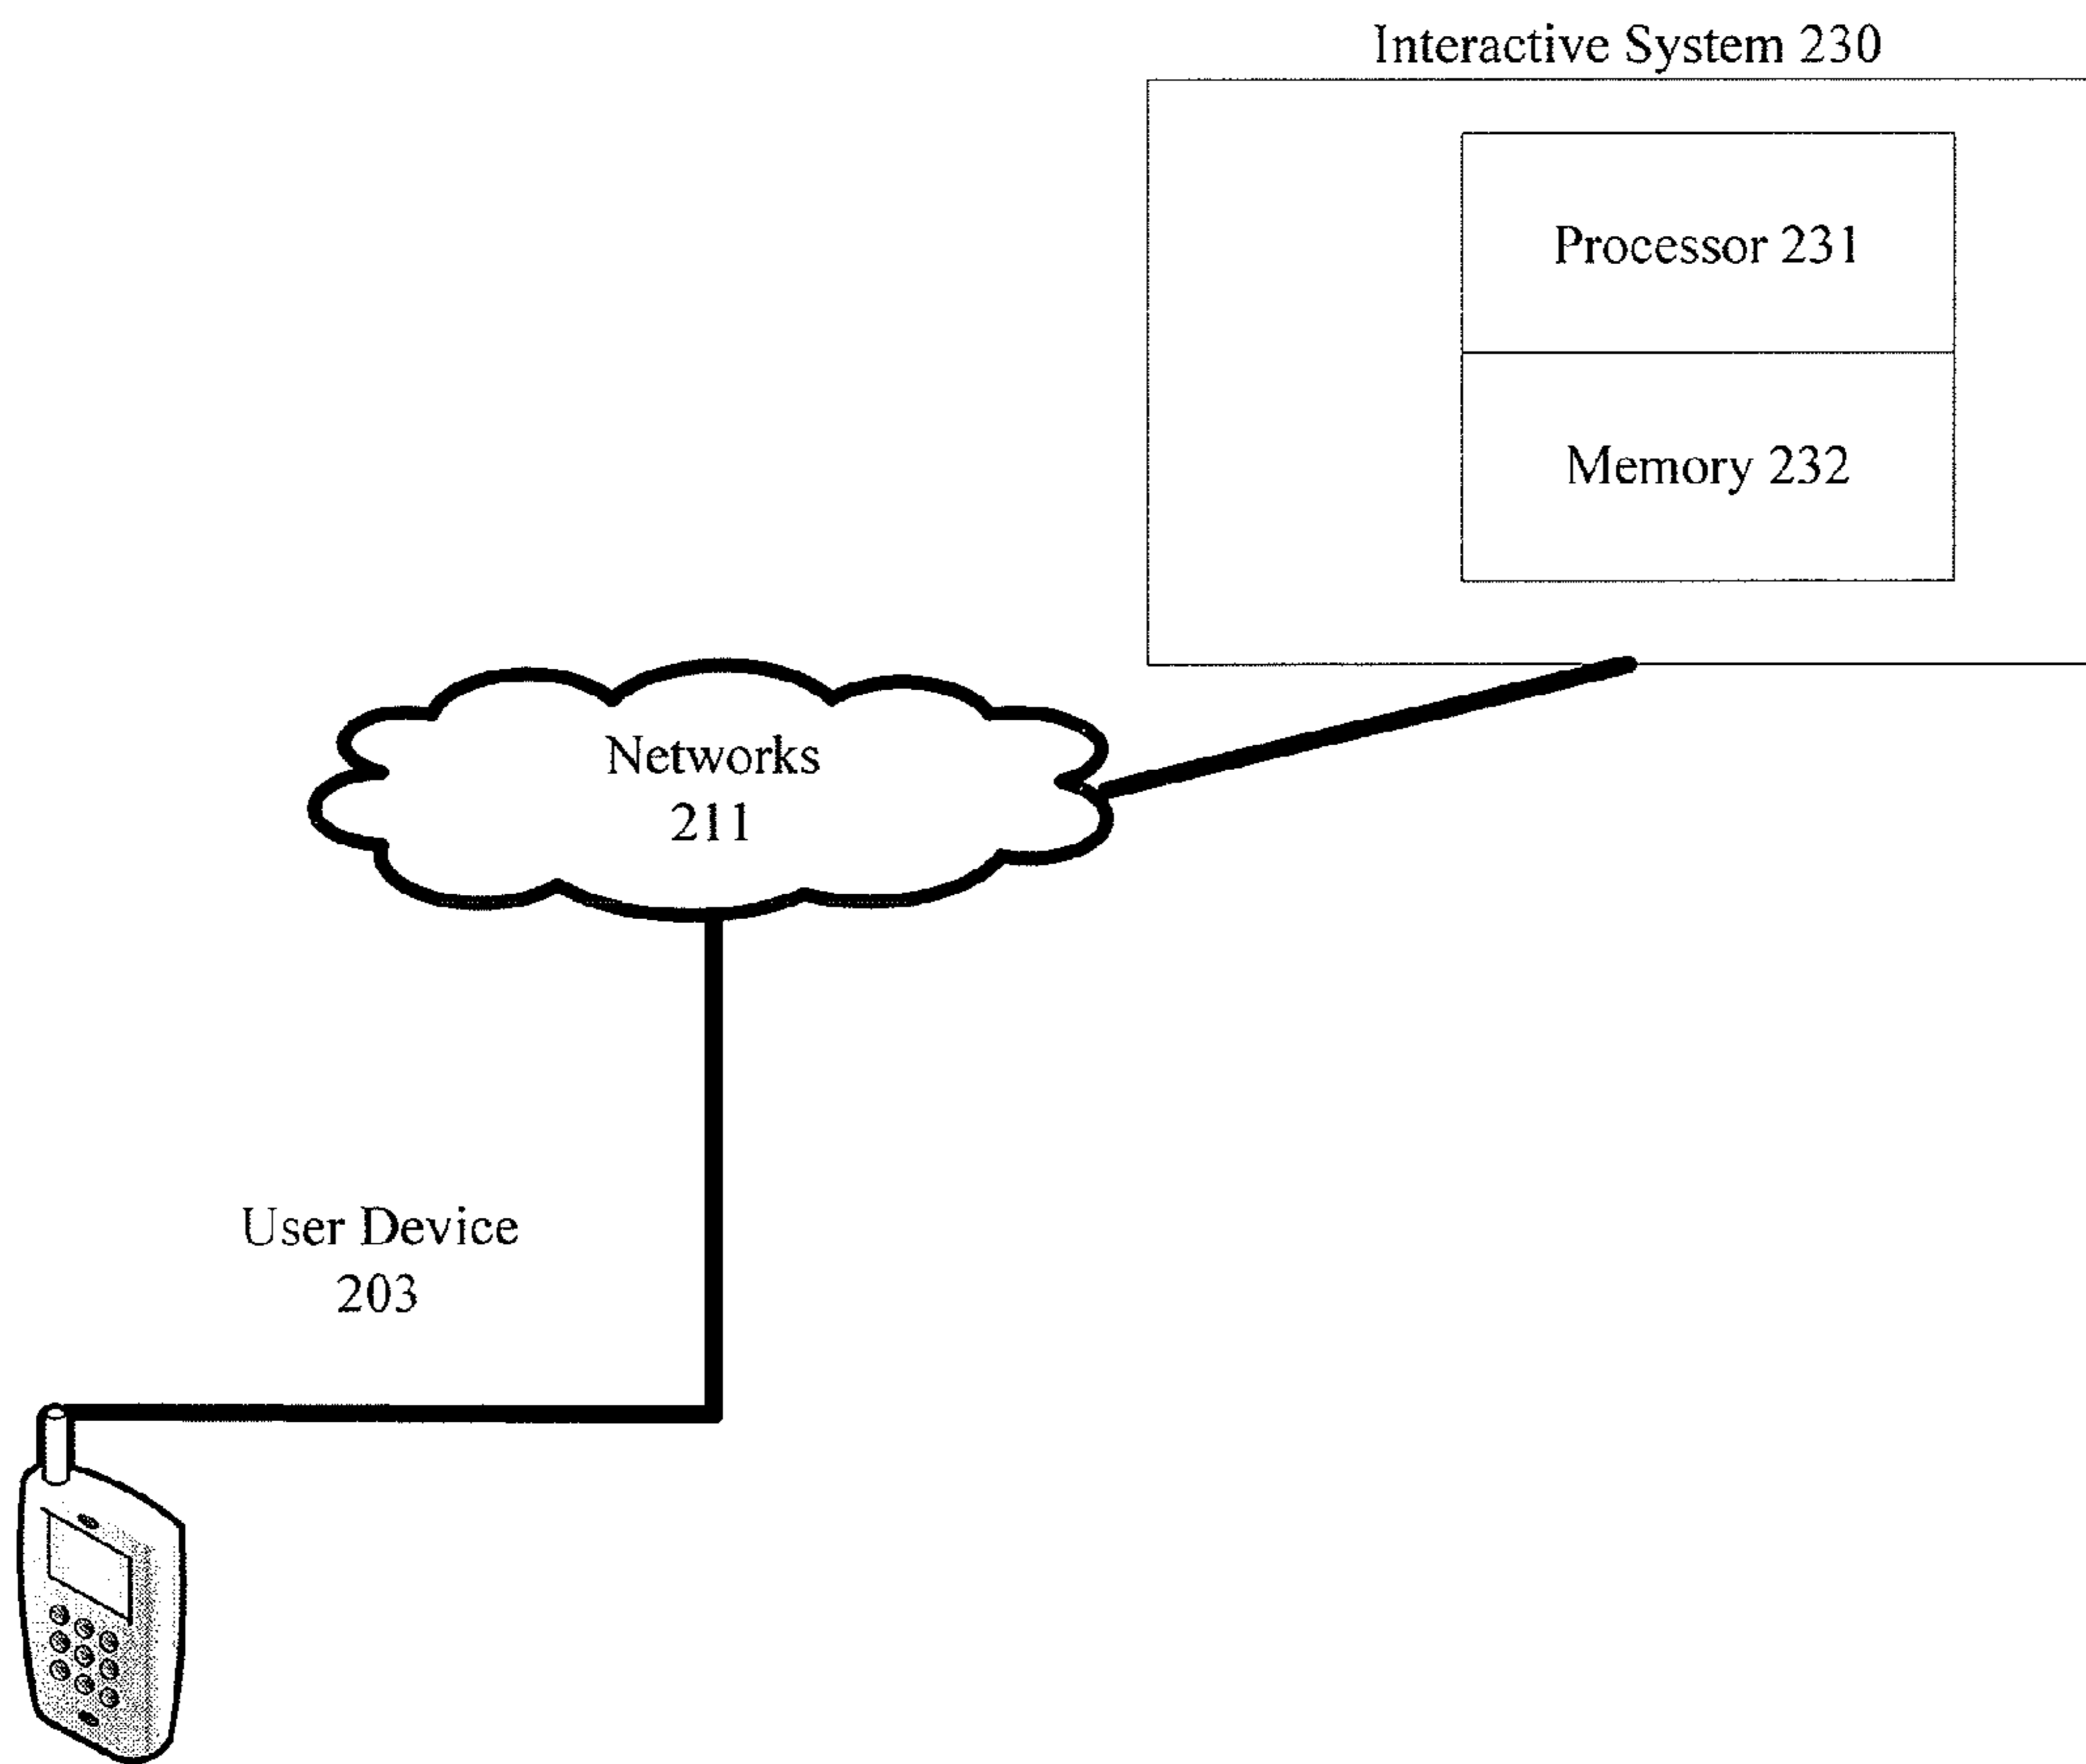 Interactive System 230
Processor 231
Memory 232
Networks
211
User Device
203